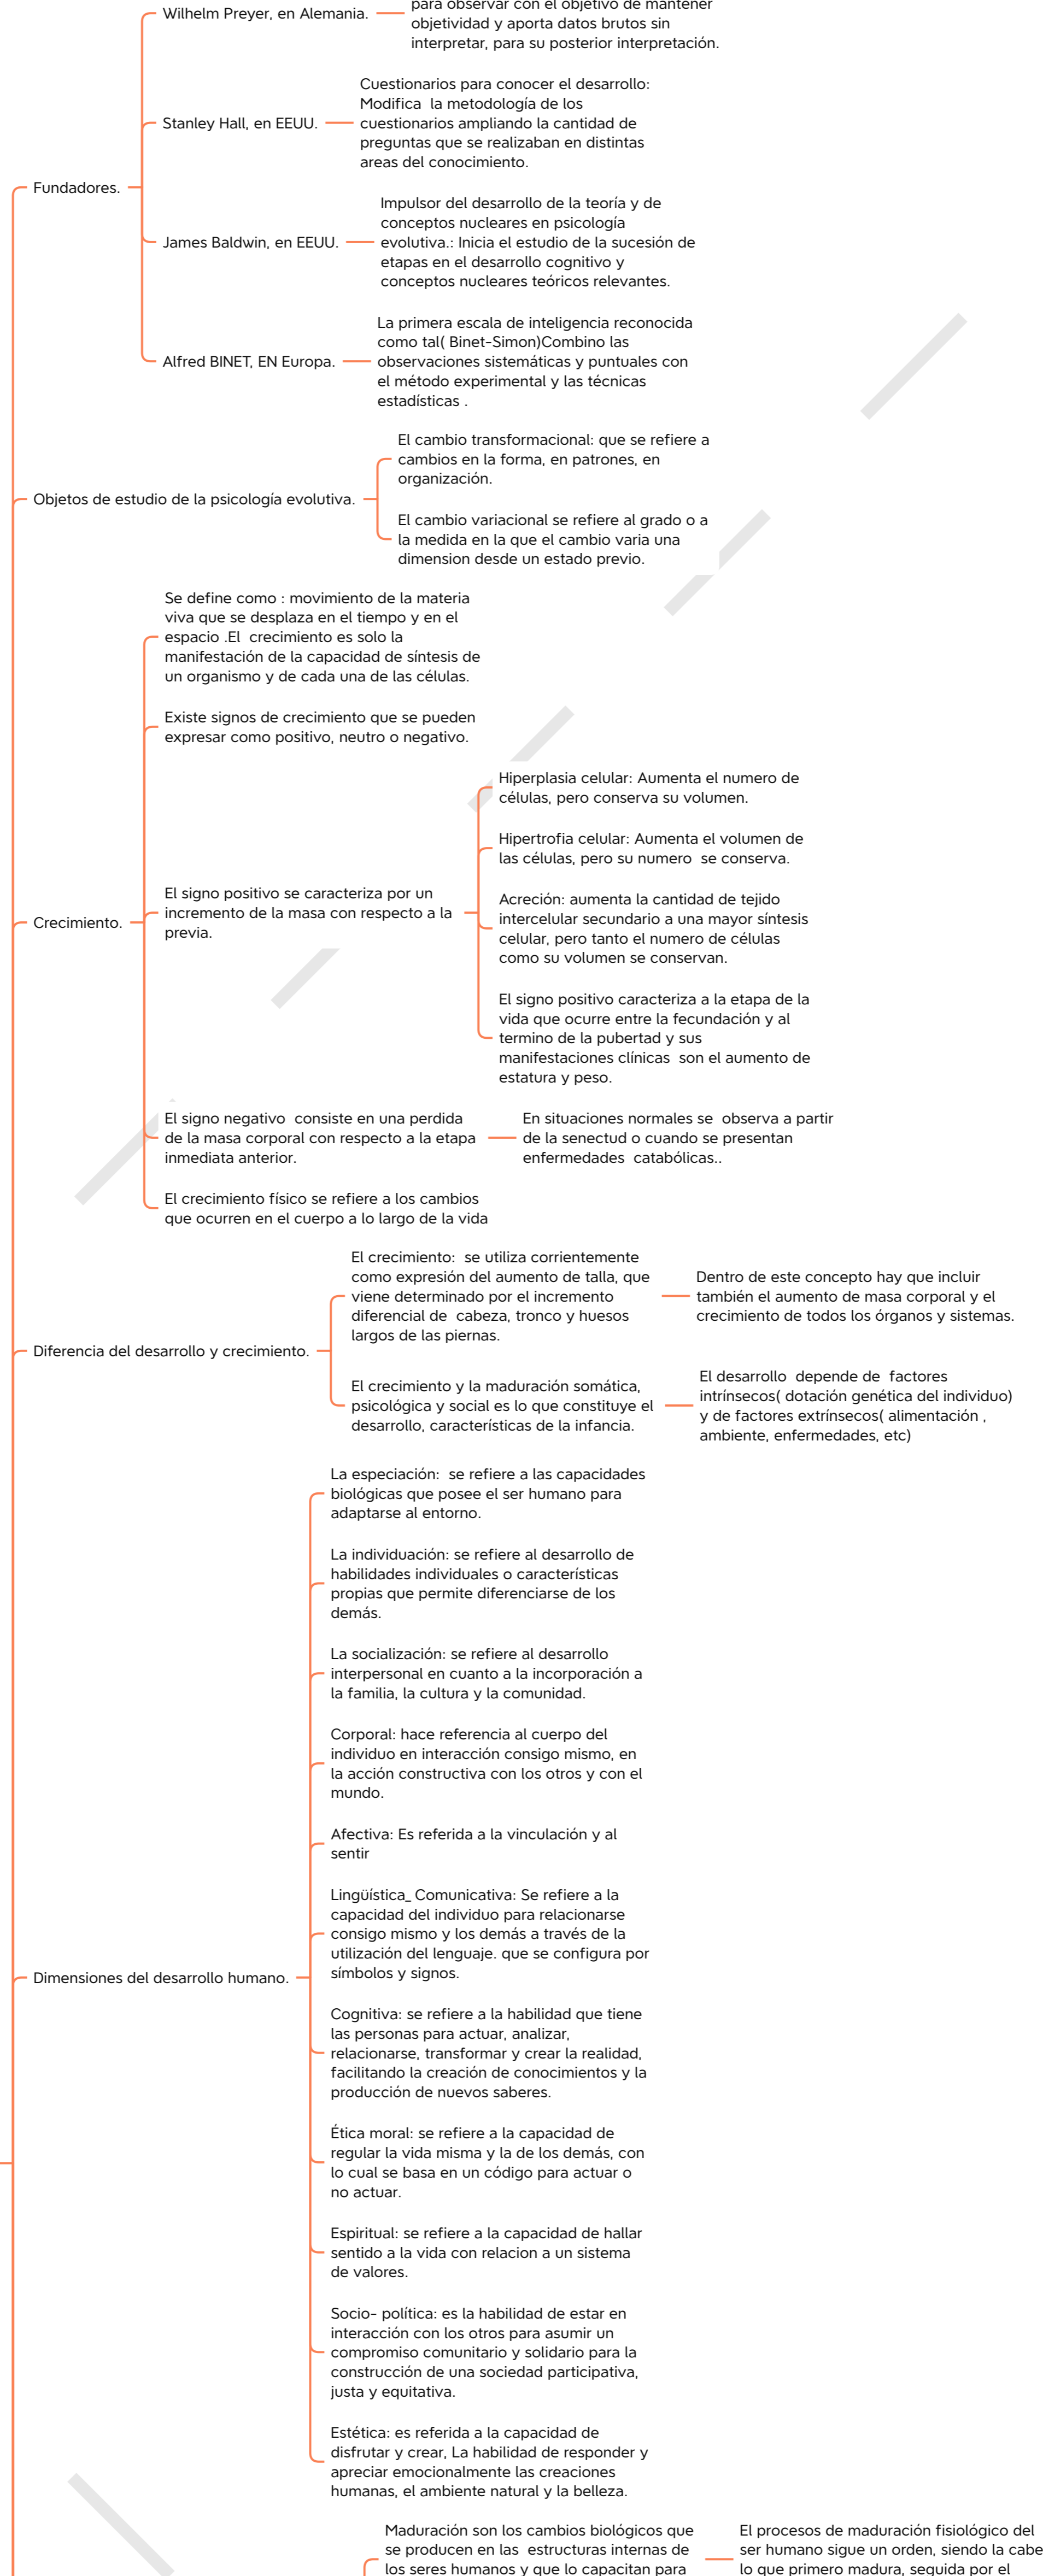 para observar con el objetivo de mantener
Wilhelm Preyer, en Alemania.
objetividad y aporta datos brutos sin
interpretar, para su posterior interpretación.
Cuestionarios para conocer el desarrollo:
Modifica la metodología de los
Stanley Hall, en EEUU.
cuestionarios ampliando la cantidad de
preguntas que se realizaban en distintas
areas del conocimiento.
Fundadores.
Impulsor del desarrollo de la teoría y de
conceptos nucleares en psicología
James Baldwin, en EEUU.
evolutiva.: Inicia el estudio de la sucesión de
etapas en el desarrollo cognitivo y
conceptos nucleares teóricos relevantes.
La primera escala de inteligencia reconocida
como tal( Binet-Simon)Combino las
Alfred BINET, EN Europa.
observaciones sistemáticas y puntuales con
el método experimental y las técnicas
estadísticas .
El cambio transformacional: que se refiere a
cambios en la forma, en patrones, en
organización.
Objetos de estudio de la psicología evolutiva.
El cambio variacional se refiere al grado o a
la medida en la que el cambio varia una
dimension desde un estado previo.
Se define como : movimiento de la materia
viva que se desplaza en el tiempo y en el
espacio .El crecimiento es solo la
manifestación de la capacidad de síntesis de
un organismo y de cada una de las células.
Existe signos de crecimiento que se pueden
expresar como positivo, neutro o negativo.
Hiperplasia celular: Aumenta el numero de
células, pero conserva su volumen.
Hipertrofia celular: Aumenta el volumen de
las células, pero su numero se conserva.
El signo positivo se caracteriza por un
incremento de la masa con respecto a la
previa.
Crecimiento.
Acreción: aumenta la cantidad de tejido
intercelular secundario a una mayor síntesis
celular, pero tanto el numero de células
como su volumen se conservan.
El signo positivo caracteriza a la etapa de la
vida que ocurre entre la fecundación y al
termino de la pubertad y sus
manifestaciones clínicas son el aumento de
estatura y peso.
El signo negativo consiste en una perdida
de la masa corporal con respecto a la etapa
inmediata anterior.
En situaciones normales se observa a partir
de la senectud o cuando se presentan
enfermedades catabólicas..
El crecimiento físico se refiere a los cambios
que ocurren en el cuerpo a lo largo de la vida
El crecimiento: se utiliza corrientemente
como expresión del aumento de talla, que
viene determinado por el incremento
diferencial de cabeza, tronco y huesos
largos de las piernas.
Dentro de este concepto hay que incluir
también el aumento de masa corporal y el
crecimiento de todos los órganos y sistemas.
Diferencia del desarrollo y crecimiento.
El crecimiento y la maduración somática,
psicológica y social es lo que constituye el
desarrollo, características de la infancia.
El desarrollo depende de factores
intrínsecos( dotación genética del individuo)
y de factores extrínsecos( alimentación ,
ambiente, enfermedades, etc)
La especiación: se refiere a las capacidades
biológicas que posee el ser humano para
adaptarse al entorno.
La individuación: se refiere al desarrollo de
habilidades individuales o características
propias que permite diferenciarse de los
demás.
La socialización: se refiere al desarrollo
interpersonal en cuanto a la incorporación a
la familia, la cultura y la comunidad.
Corporal: hace referencia al cuerpo del
individuo en interacción consigo mismo, en
la acción constructiva con los otros y con el
mundo.
Afectiva: Es referida a la vinculación y al
sentir
Lingüística_ Comunicativa: Se refiere a la
capacidad del individuo para relacionarse
consigo mismo y los demás a través de la
utilización del lenguaje. que se configura por
símbolos y signos.
Dimensiones del desarrollo humano.
Cognitiva: se refiere a la habilidad que tiene
las personas para actuar, analizar,
relacionarse, transformar y crear la realidad,
facilitando la creación de conocimientos y la
producción de nuevos saberes.
Ética moral: se refiere a la capacidad de
regular la vida misma y la de los demás, con
lo cual se basa en un código para actuar o
no actuar.
Espiritual: se refiere a la capacidad de hallar
sentido a la vida con relacion a un sistema
de valores.
Socio- política: es la habilidad de estar en
interacción con los otros para asumir un
compromiso comunitario y solidario para la
construcción de una sociedad participativa,
justa y equitativa.
Estética: es referida a la capacidad de
disfrutar y crear, La habilidad de responder y
apreciar emocionalmente las creaciones
humanas, el ambiente natural y la belleza.
Maduración son los cambios biológicos que
se producen en las estructuras internas de
los seres humanos y que lo capacitan para
El procesos de maduración fisiológico del
ser humano sigue un orden, siendo la cabe
lo que primero madura, seguida por el